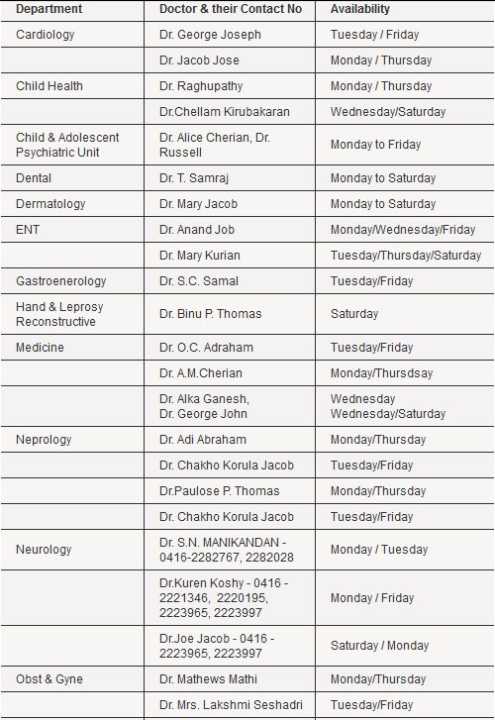 Department Doctor & their Contact No Availability
Cardiology Dr. George Joseph Tuesday / Friday
Dr. Jacob Jose Monday / Thursday
Child Health Dr. Raghupathy Monday / Thursday
Dr.Chellam Kirubakaran Wednesday/Saturday
Child & Adolescent
Psychiatric Unit
Dr. Alice Cherian, Dr.
Russell
Monday to Friday
Dental Dr. T. Samraj Monday to Saturday
Dermatology Dr. Mary Jacob Monday to Saturday
ENT Dr. Anand Job Monday/Wednesday/Friday
Dr. Mary Kurian Tuesday/Thursday/Saturday
Gastroenerology Dr. S.C. Samal Tuesday/Friday
Hand & Leprosy
Reconstructive
Dr. Binu P. Thomas
Saturday
Medicine Dr. O.C. Adraham Tuesday/Friday
Dr. A.M.Cherian Monday/Thursdsay
Dr. Alka Ganesh,
Dr. George John
Wednesday
Wednesday/Saturday
Neprology Dr. Adi Abraham Monday/Thursday
Dr. Chakho Korula Jacob Tuesday/Friday
Dr.Paulose P. Thomas Monday/Thursday
Dr. Chakho Korula Jacob Tuesday/Friday
Neurology
Dr. S.N. MANIKANDAN -
0416-2282767, 2282028
Monday / Tuesday
Dr.Kuren Koshy - 0416 -
2221346, 2220195,
2223965, 2223997
Monday / Friday
Dr.Joe Jacob - 0416 -
2223965, 2223997
Saturday / Monday
Obst & Gyne Dr. Mathews Mathi Monday/Thursday
Dr. Mrs. Lakshmi Seshadri Tuesday/Friday